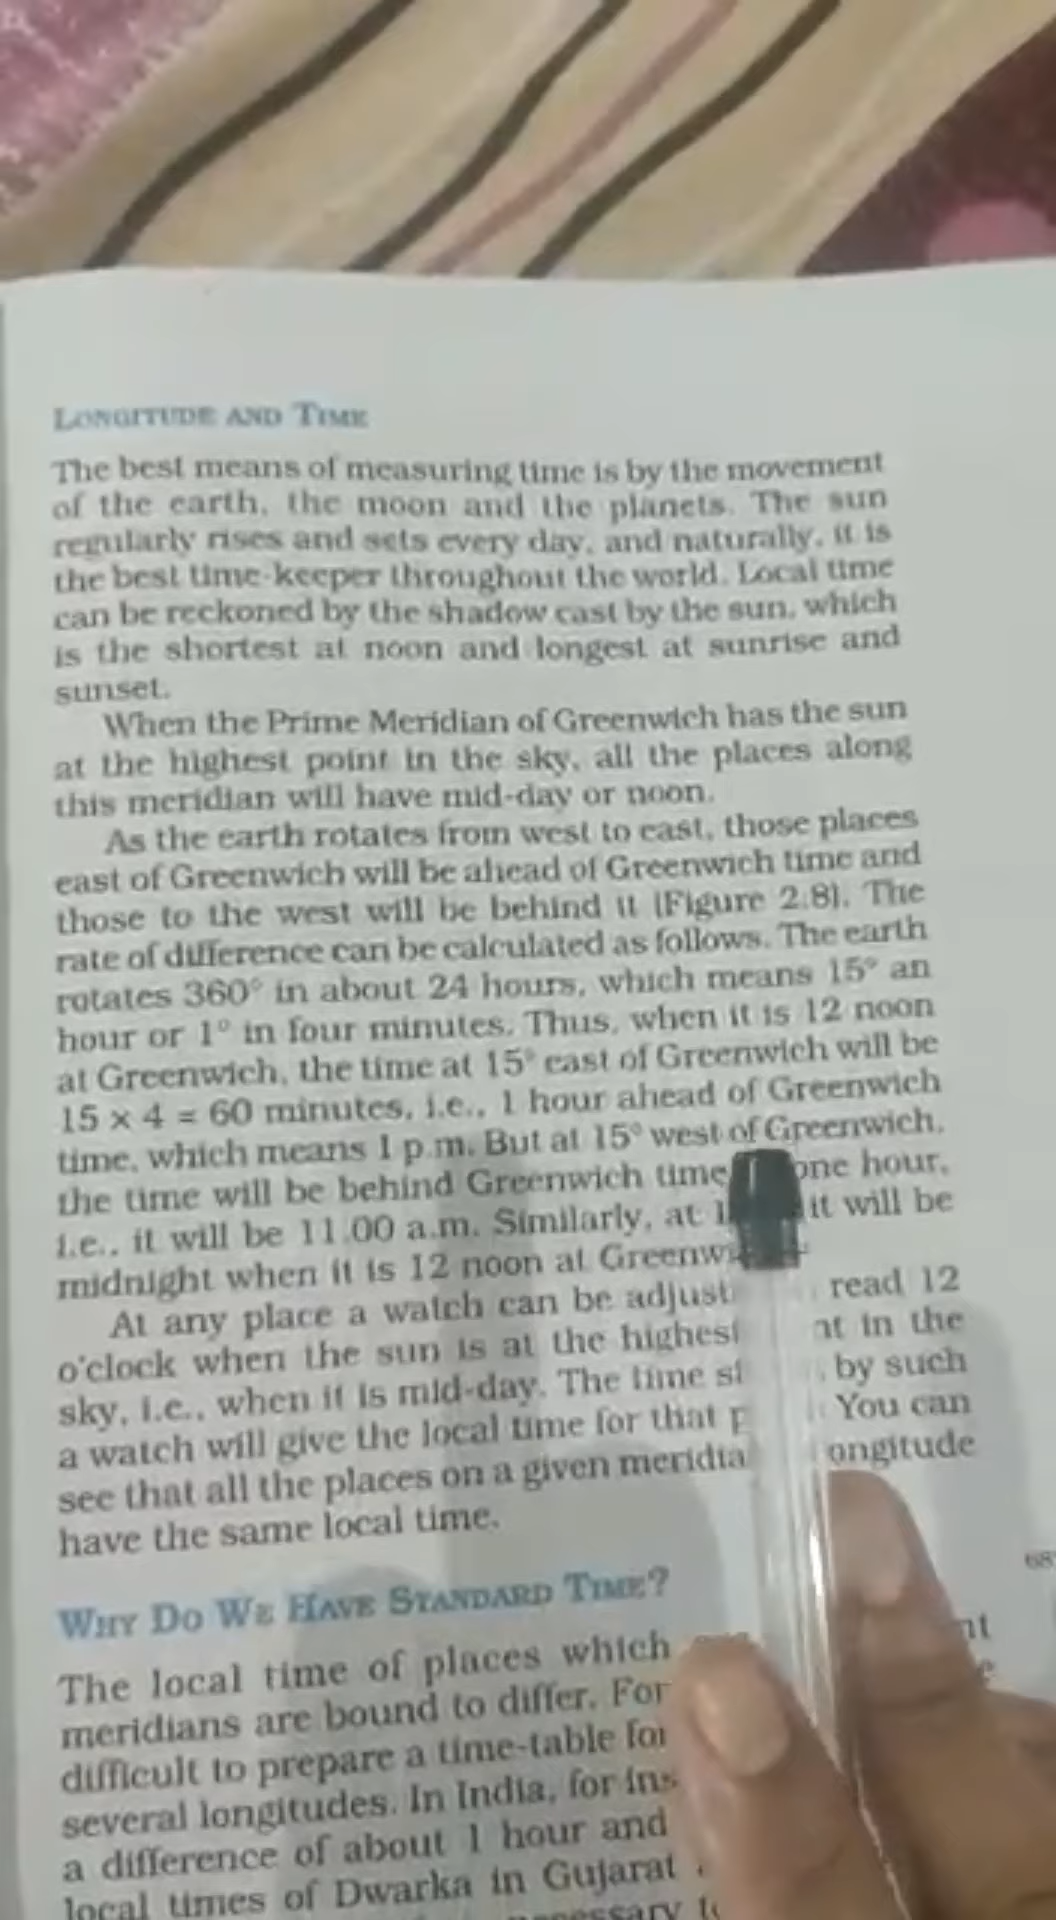 LONGITUDE AND TIME
The best means of measuring time is by the movement
of the earth, the moon and the planets. The sun
regularly rises and sets every day, and naturally, it is
the best time-keeper throughout the world. Local time
can be reckoned by the shadow cast by the sun, which
is the shortest at noon and longest at sunrise and
sunset.
When the Prime Meridian of Greenwich has the sun
at the highest point in the sky, all the places along
this meridian will have mid-day or noon.
As the earth rotates from west to east, those places
east of Greenwich will be ahead of Greenwich time and
those to the west will be behind it (Figure 2.8). The
rate of difference can be calculated as follows. The earth
rotates 360° in about 24 hours, which means 15° an
hour or 1° in four minutes. Thus, when it is 12 noon
at Greenwich, the time at 15° east of Greenwich will be
15 x 4 = 60 minutes, i.e., 1 hour ahead of Greenwich
time, which means 1 p.m. But at 15° west of Greenwich,
the time will be behind Greenwich time one hour,
i.e., it will be 11.00 a.m. Similarly, at it will be
midnight when it is 12 noon at
At any place a watch can be read 12
o'clock when the sun is at the in the
sky, i.e., when it is mid-day. The time by such
a watch will give the local time for that You can
see that all the places on a given
have the same local time.
WHY DO WE HAVE STANDARD TIME?
The local time of places which
meridians are bound to differ. For
difficult to prepare a time-table
several longitudes. In India, for
a difference of about 1 hour and
local times of Dwarka in Gujarat